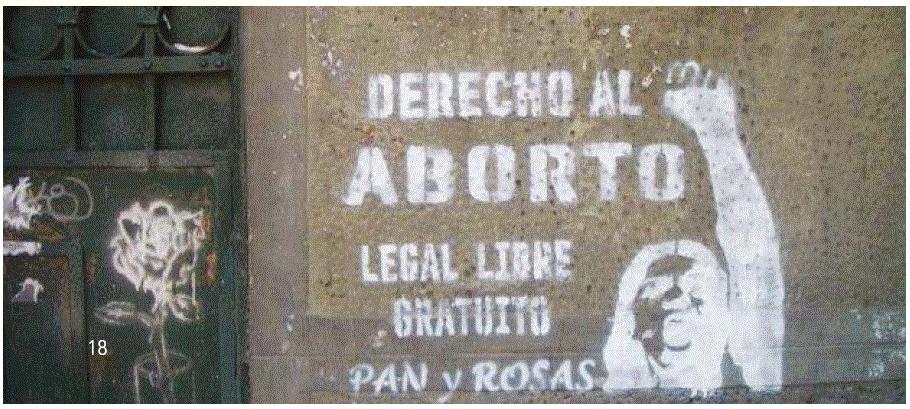 DERECHO AL
ABORTO
LEGAL LIBRE
GRATUITO
PAN y ROSAS
18